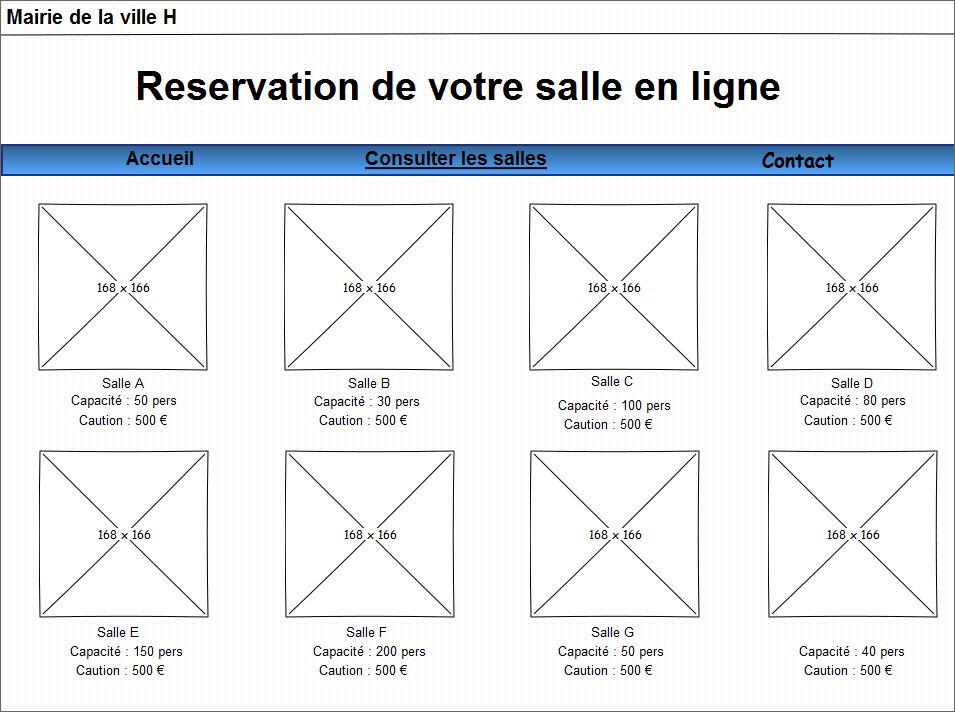 Mairie de la ville H
Reservation de votre salle en ligne
Accueil Consulter les salles Contact
168 x 166 168 x 166 168 x 166 168 x 166
Salle A Salle B Salle C Salle D
Capacité : 50 pers Capacité : 30 pers Capacité : 100 pers Capacité : 80 pers
Caution : 500 € Caution : 500 € Caution : 500 € Caution : 500 €
168 x 166 168 x 166 168 x 166 168 x 166
Salle E Salle F Salle G
Capacité : 150 pers Capacité : 200 pers Capacité : 50 pers Capacité : 40 pers
Caution : 500 € Caution : 500 € Caution : 500 € Caution : 500 €